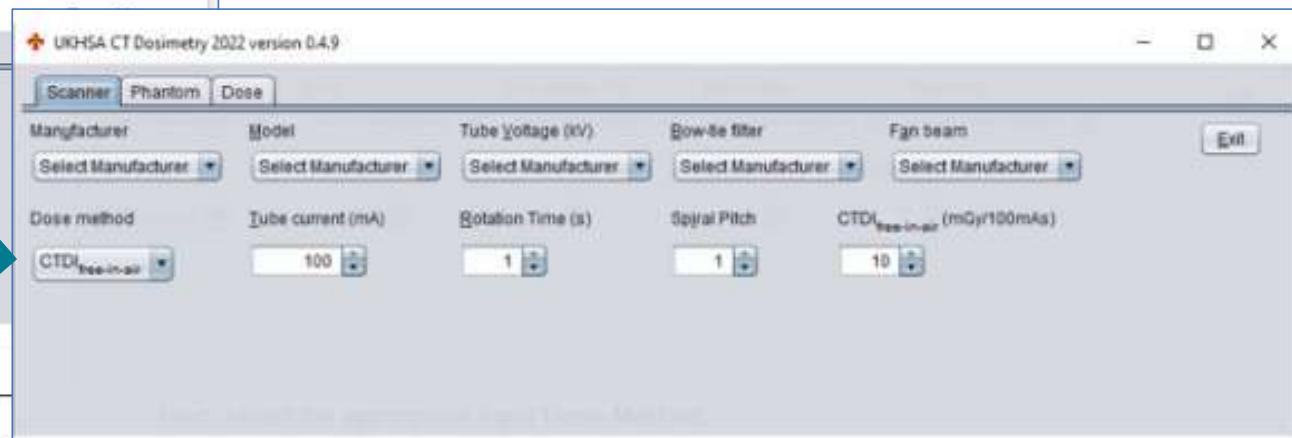 UKHSA CT Dosimetry 2022 version 0.4.9
Scanner Phantom Dose
Manufacturer Model Tube Voltage (kV) Bow-tie filter Fan beam Exit
Select Manufacturer Select Manufacturer Select Manufacturer Select Manufacturer Select Manufacturer
Dose method Tube current (mA) Rotation Time (s) Spiral Pitch CTDIfree-in-air (mGy/100mAs)
CTDIfree-in-air 100 1 1 10